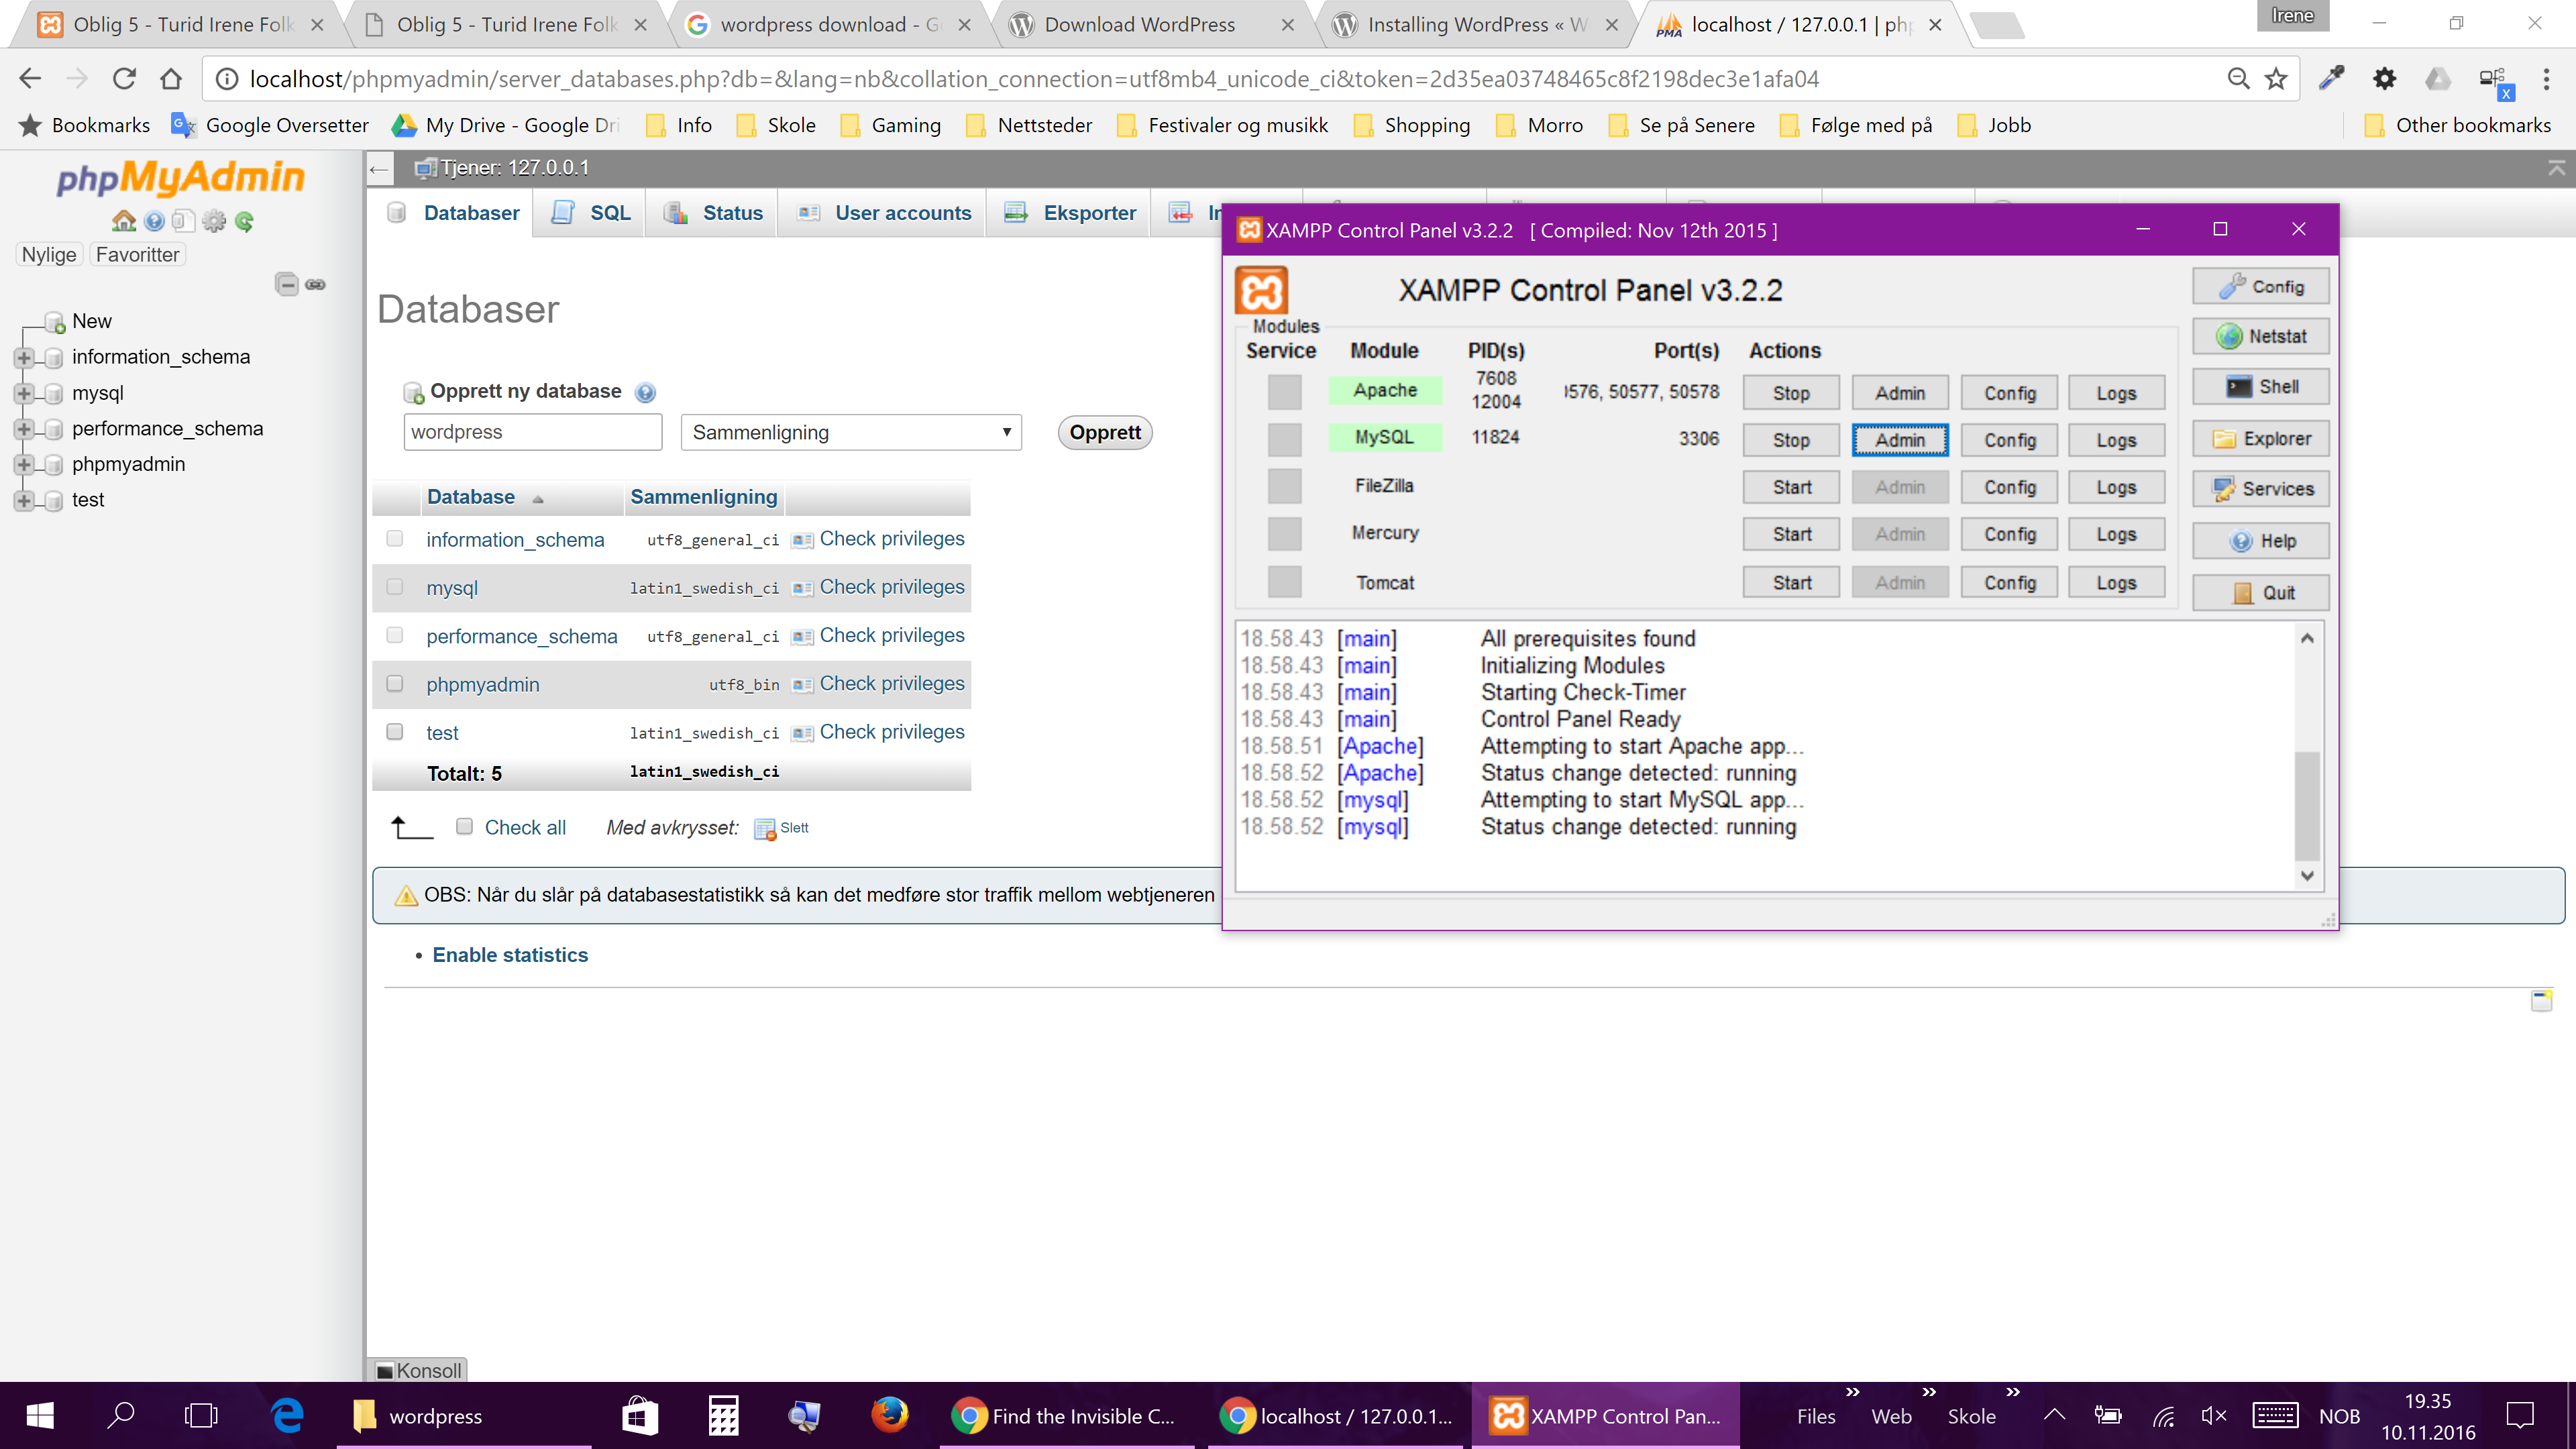 Oblig 5 - Turid Irene Folk
Oblig 5 - Turid Irene Folk
wordpress download - G
Download WordPress
Installing WordPress « W
localhost / 127.0.0.1 | php
Irene
localhost/phpmyadmin/server_databases.php?db=&lang=nb&collation_connection=utf8mb4_unicode_ci&token=2d35ea03748465c8f2198dec3e1afa04
Bookmarks
Google Oversetter
My Drive - Google Dri
Info
Skole
Gaming
Nettsteder
Festivaler og musikk
Shopping
Morro
Se på Senere
Følge med på
Jobb
Other bookmarks
phpMyAdmin
Nylige
Favoritter
New
information_schema
mysql
performance_schema
phpmyadmin
test
Tjener: 127.0.0.1
Databaser
SQL
Status
User accounts
Eksporter
Databaser
Opprett ny database
wordpress
Sammenligning
Opprett
Database
Sammenligning
information_schema utf8_general_ci Check privileges
mysql latin1_swedish_ci Check privileges
performance_schema utf8_general_ci Check privileges
phpmyadmin utf8_bin Check privileges
test latin1_swedish_ci Check privileges
Totalt: 5 latin1_swedish_ci
Check all
Med avkrysset:
Slett
OBS: Når du slår på databasestatistikk så kan det medføre stor traffik mellom webtjeneren
Enable statistics
Konsoll
XAMPP Control Panel v3.2.2 [ Compiled: Nov 12th 2015 ]
XAMPP Control Panel v3.2.2
Modules
Service Module PID(s) Port(s) Actions
Apache 7608 12004 0576, 50577, 50578 Stop Admin Config Logs
MySQL 11824 3306 Stop Admin Config Logs
FileZilla Start Admin Config Logs
Mercury Start Admin Config Logs
Tomcat Start Admin Config Logs
Config
Netstat
Shell
Explorer
Services
Help
Quit
18.58.43 [main] All prerequisites found
18.58.43 [main] Initializing Modules
18.58.43 [main] Starting Check-Timer
18.58.43 [main] Control Panel Ready
18.58.51 [Apache] Attempting to start Apache app...
18.58.52 [Apache] Status change detected: running
18.58.52 [mysql] Attempting to start MySQL app...
18.58.52 [mysql] Status change detected: running
wordpress
Find the Invisible C...
localhost / 127.0.0.1...
XAMPP Control Pan...
Files
Web
Skole
NOB
19.35
10.11.2016